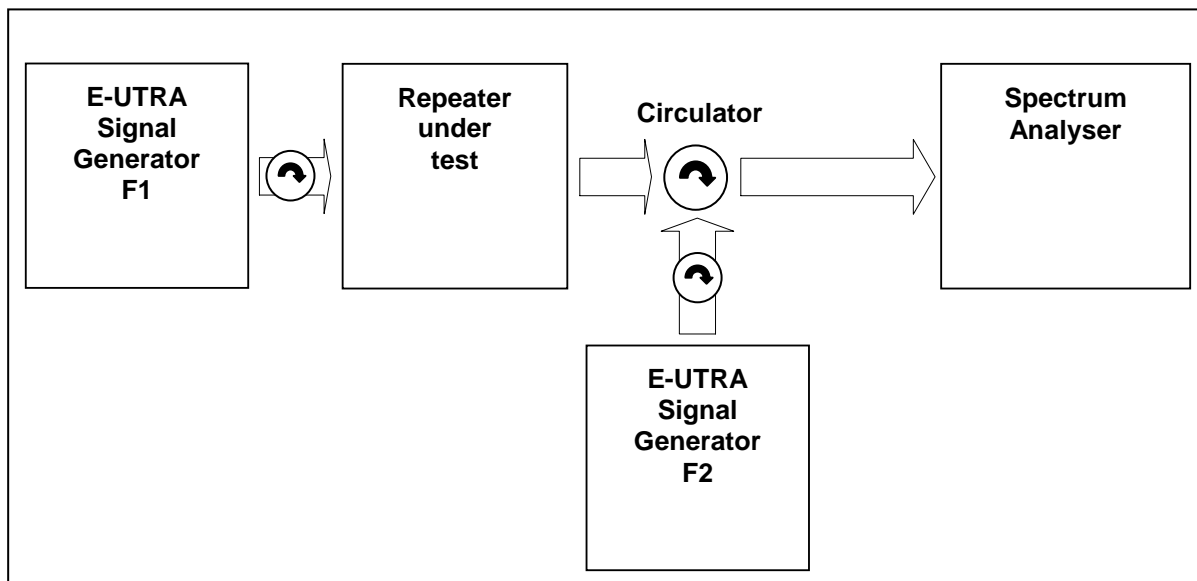 E-UTRA
Signal
Generator
F1
Repeater
under
test
Circulator
Spectrum
Analyser
E-UTRA
Signal
Generator
F2